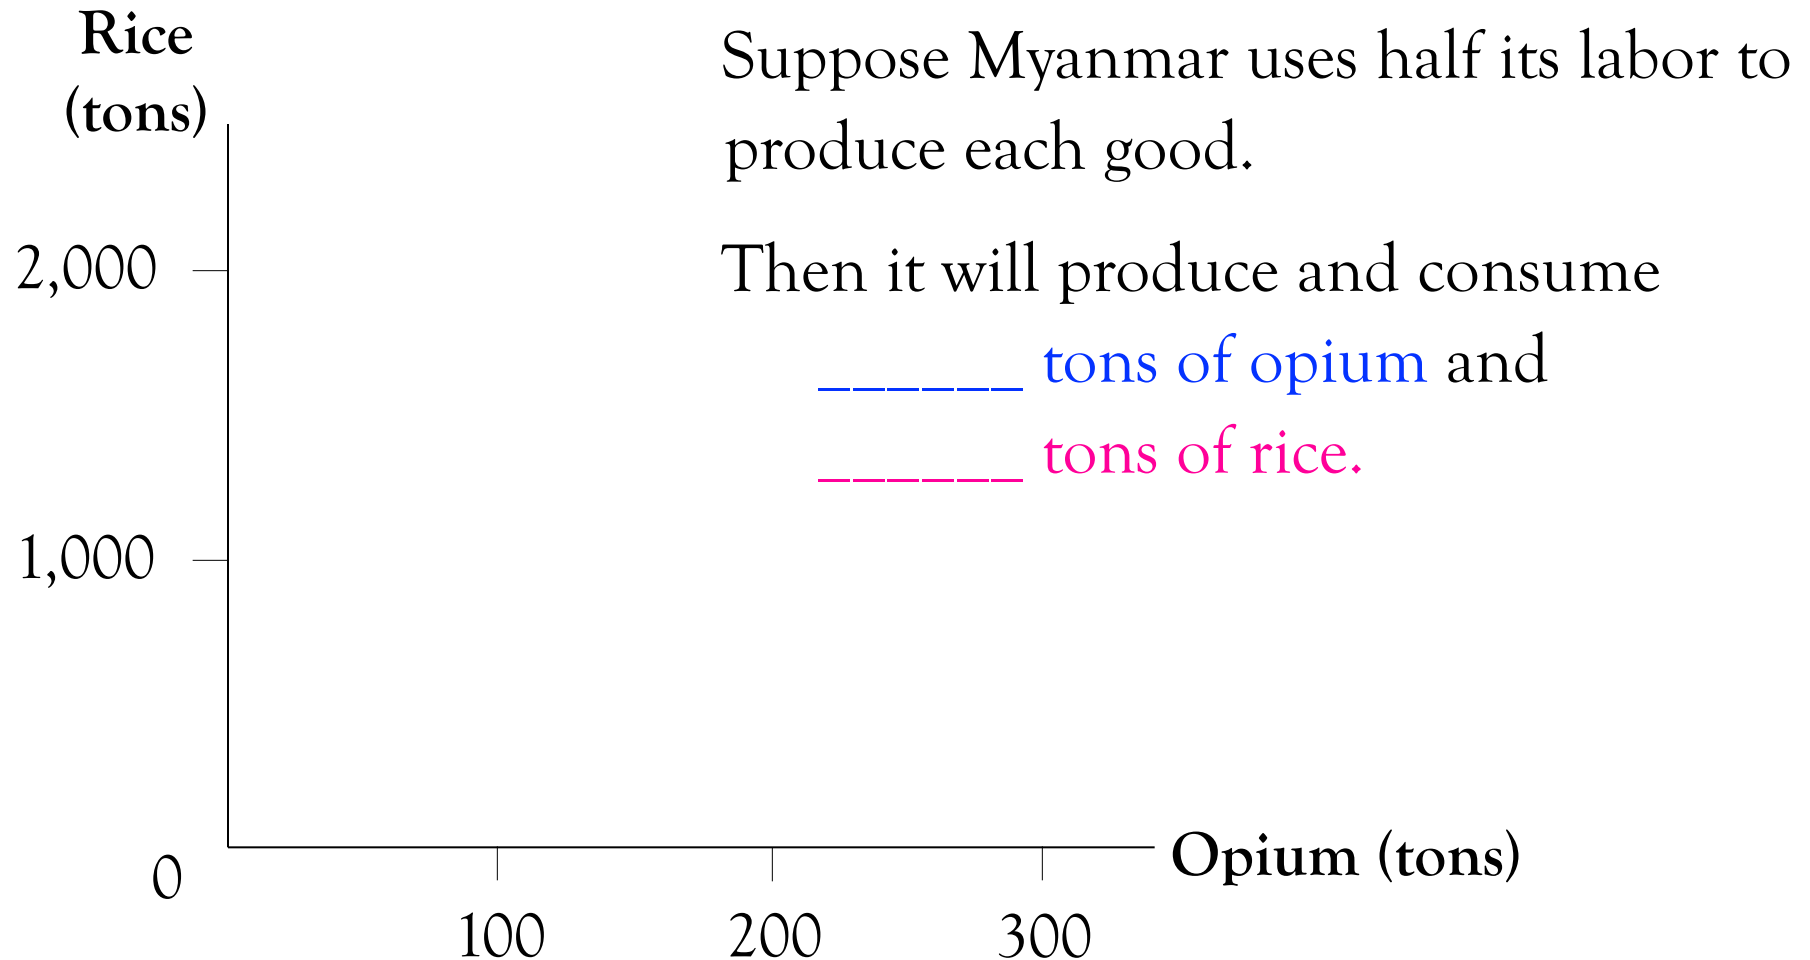 Rice
(tons)
Suppose Myanmar uses half its labor to
produce each good.
2,000
Then it will produce and consume
______ tons of opium and
______ tons of rice.
1,000
0
Opium (tons)
100
200
300